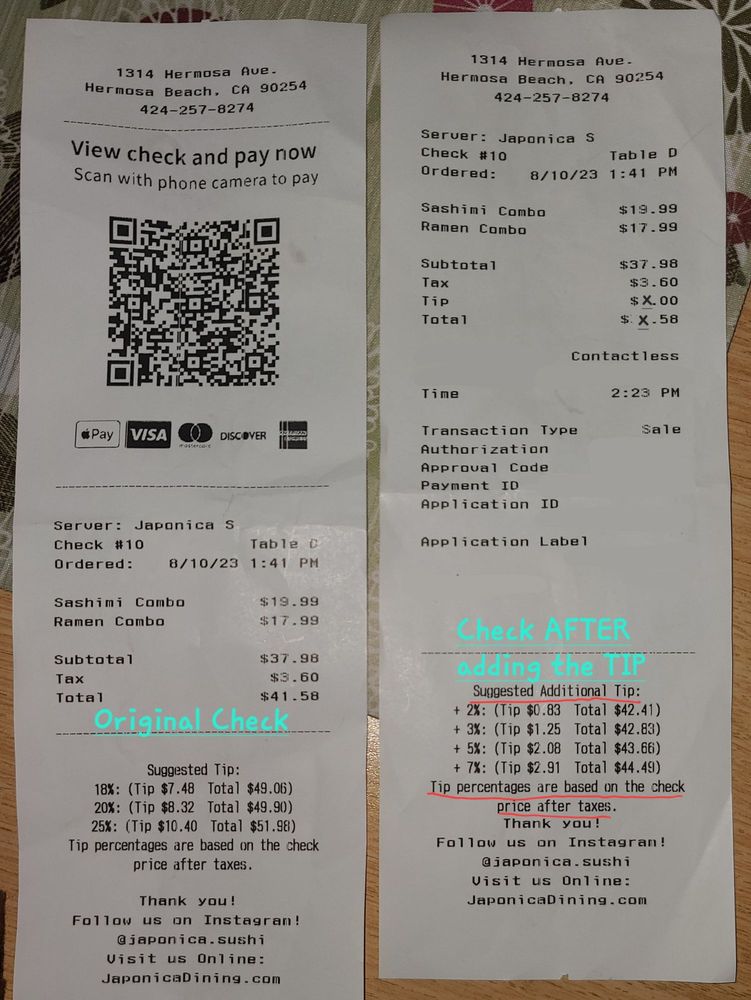 1314 Hermosa Ave.
Hermosa Beach, CA 90254
424-257-8274
View check and pay now
Scan with phone camera to pay
Pay
VISA
mastercard
DISCOVER
Server: Japonica S
Check #10 Table D
Ordered: 8/10/23 1:41 PM
Sashimi Combo $19.99
Ramen Combo $17.99
Subtotal $37.98
Tax $3.60
Total $41.58
Original Check
Suggested Tip:
18%: (Tip $7.48 Total $49.06)
20%: (Tip $8.32 Total $49.90)
25%: (Tip $10.40 Total $51.98)
Tip percentages are based on the check
price after taxes.
Thank you!
Follow us on Instagram!
@japonica.sushi
Visit us Online:
JaponicaDining.com
1314 Hermosa Ave.
Hermosa Beach, CA 90254
424-257-8274
Server: Japonica S
Check #10 Table D
Ordered: 8/10/23 1:41 PM
Sashimi Combo $19.99
Ramen Combo $17.99
Subtotal $37.98
Tax $3.60
Tip $X.00
Total $X.58
Contactless
Time 2:23 PM
Transaction Type Sale
Authorization
Approval Code
Payment ID
Application ID
Application Label
Check AFTER
adding the TIP
Suggested Additional Tip:
+ 2%: (Tip $0.83 Total $42.41)
+ 3%: (Tip $1.25 Total $42.83)
+ 5%: (Tip $2.08 Total $43.66)
+ 7%: (Tip $2.91 Total $44.49)
Tip percentages are based on the check
price after taxes.
Thank you!
Follow us on Instagram!
@japonica.sushi
Visit us Online:
JaponicaDining.com